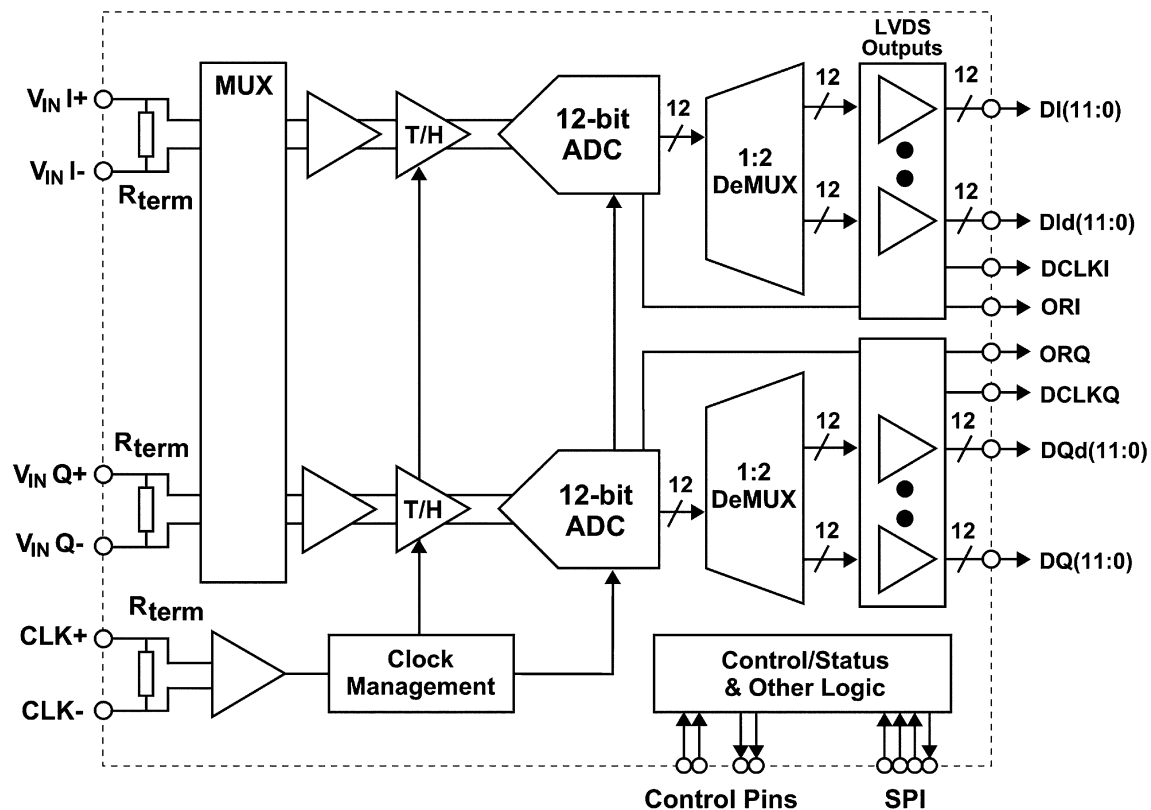 LVDS
Outputs
MUX
VIN I+
VIN I-
Rterm
T/H
12-bit
ADC
12
1:2
DeMUX
12
12
12
DI(11:0)
12
DId(11:0)
DCLKI
ORI
ORQ
DCLKQ
Rterm
VIN Q+
VIN Q-
T/H
12-bit
ADC
12
1:2
DeMUX
12
12
12
DQd(11:0)
12
DQ(11:0)
Rterm
CLK+
CLK-
Clock
Management
Control/Status
& Other Logic
Control Pins
SPI